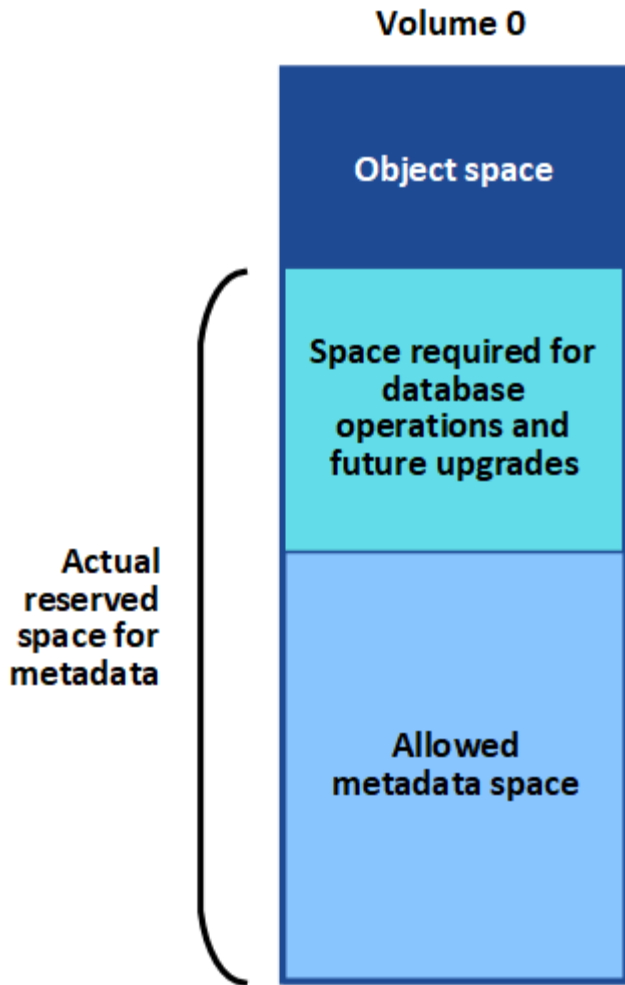 Volume 0
Object space
Space required for
database
operations and
future upgrades
Actual
reserved
space for
metadata
Allowed
metadata space